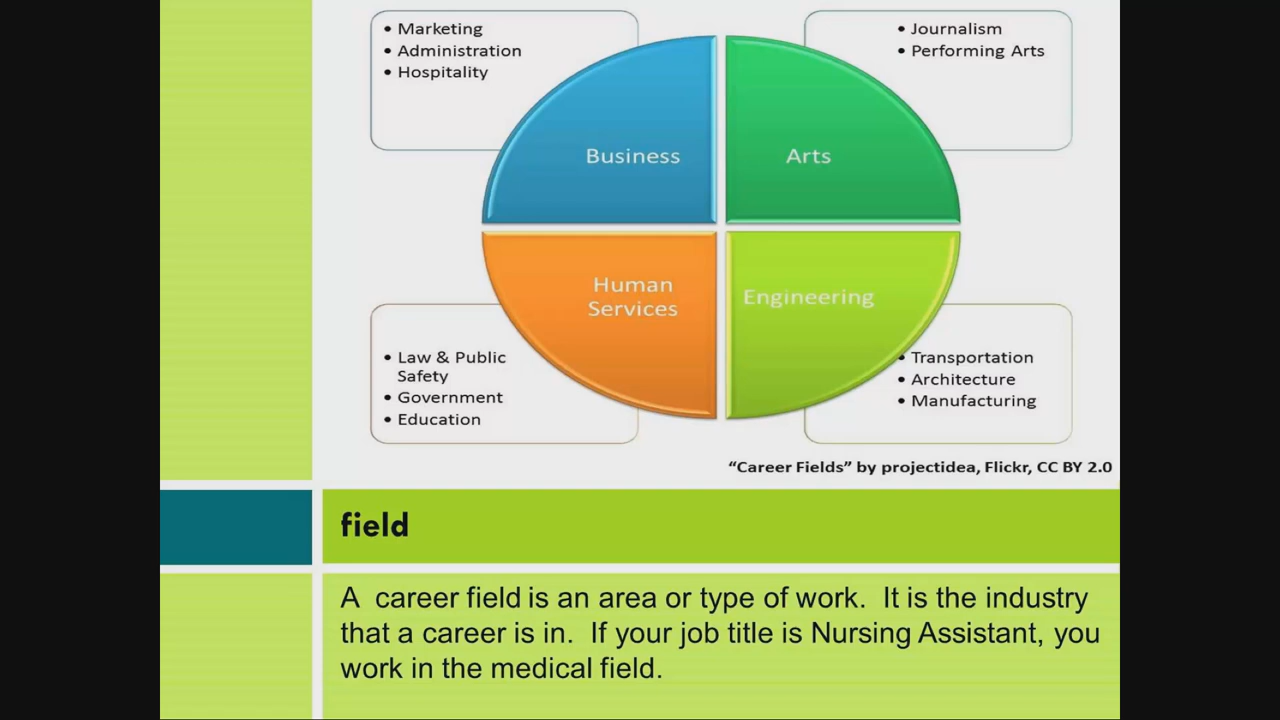 • Marketing
• Administration
• Hospitality
• Journalism
• Performing Arts
Business
Arts
Human
Services
Engineering
• Law & Public
Safety
• Government
• Education
• Transportation
• Architecture
• Manufacturing
“Career Fields” by projectidea, Flickr, CC BY 2.0
field
A  career field is an area or type of work.  It is the industry
that a career is in.  If your job title is Nursing Assistant, you
work in the medical field.